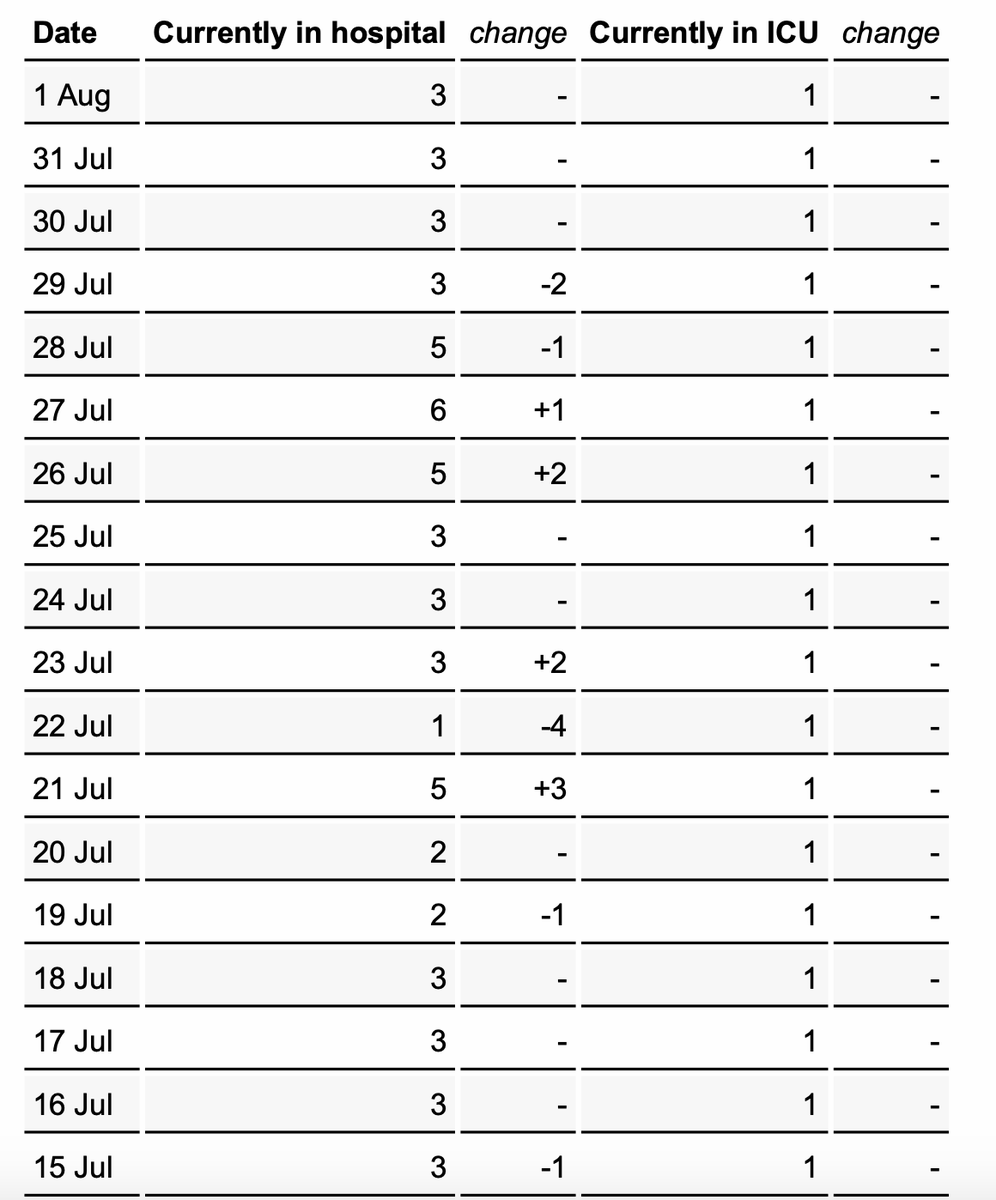 Date Currently in hospital change Currently in ICU change
1 Aug 3 - 1 -
31 Jul 3 - 1 -
30 Jul 3 - 1 -
29 Jul 3 -2 1 -
28 Jul 5 -1 1 -
27 Jul 6 +1 1 -
26 Jul 5 +2 1 -
25 Jul 3 - 1 -
24 Jul 3 - 1 -
23 Jul 3 +2 1 -
22 Jul 1 -4 1 -
21 Jul 5 +3 1 -
20 Jul 2 - 1 -
19 Jul 2 -1 1 -
18 Jul 3 - 1 -
17 Jul 3 - 1 -
16 Jul 3 - 1 -
15 Jul 3 -1 1 -